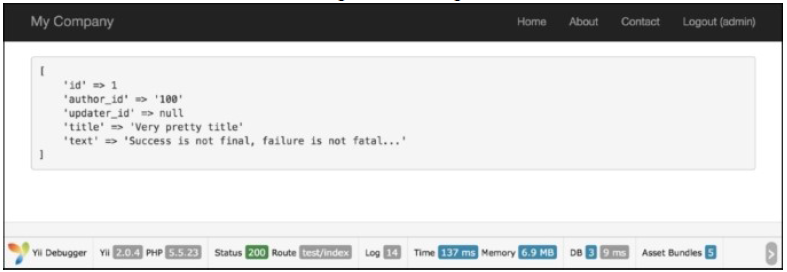 My Company Home About Contact Logout (admin)
[
'id' => 1
'author_id' => '100'
'updater_id' => null
'title' => 'Very pretty title'
'text' => 'Success is not final, failure is not fatal...'
]
Yii Debugger Yii 2.0.4 PHP 5.5.23 Status 200 Route test/index Log 14 Time 137 ms Memory 6.9 MB DB 3 9 ms Asset Bundles 5 >